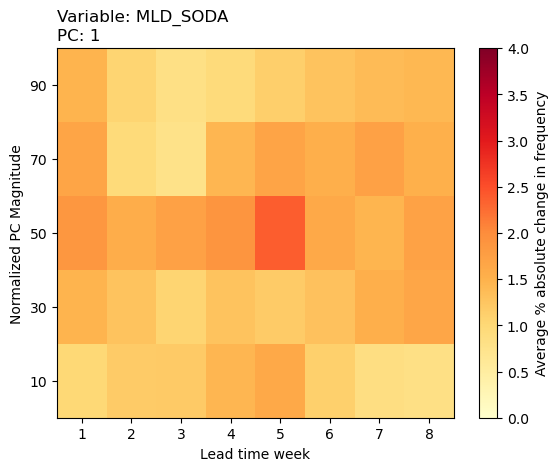 Variable: MLD_SODA
PC: 1
90
70
50
30
10
Normalized PC Magnitude
1 2 3 4 5 6 7 8
Lead time week
4.0
3.5
3.0
2.5
2.0
1.5
1.0
0.5
0.0
Average % absolute change in frequency